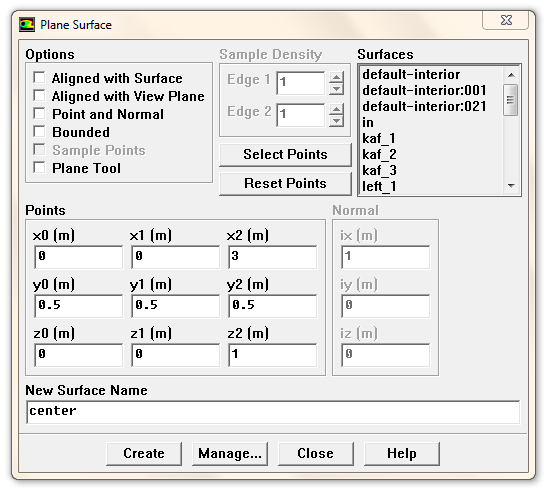 Plane Surface
Options
Aligned with Surface
Aligned with View Plane
Point and Normal
Bounded
Sample Points
Plane Tool
Sample Density
Edge 1 1
Edge 2 1
Select Points
Reset Points
Surfaces
default-interior
default-interior:001
default-interior:021
in
kaf_1
kaf_2
kaf_3
left_1
Points
x0 (m) x1 (m) x2 (m)
0 0 3
y0 (m) y1 (m) y2 (m)
0.5 0.5 0.5
z0 (m) z1 (m) z2 (m)
0 0 1
Normal
ix (m)
1
iy (m)
0
iz (m)
0
New Surface Name
center
Create Manage... Close Help